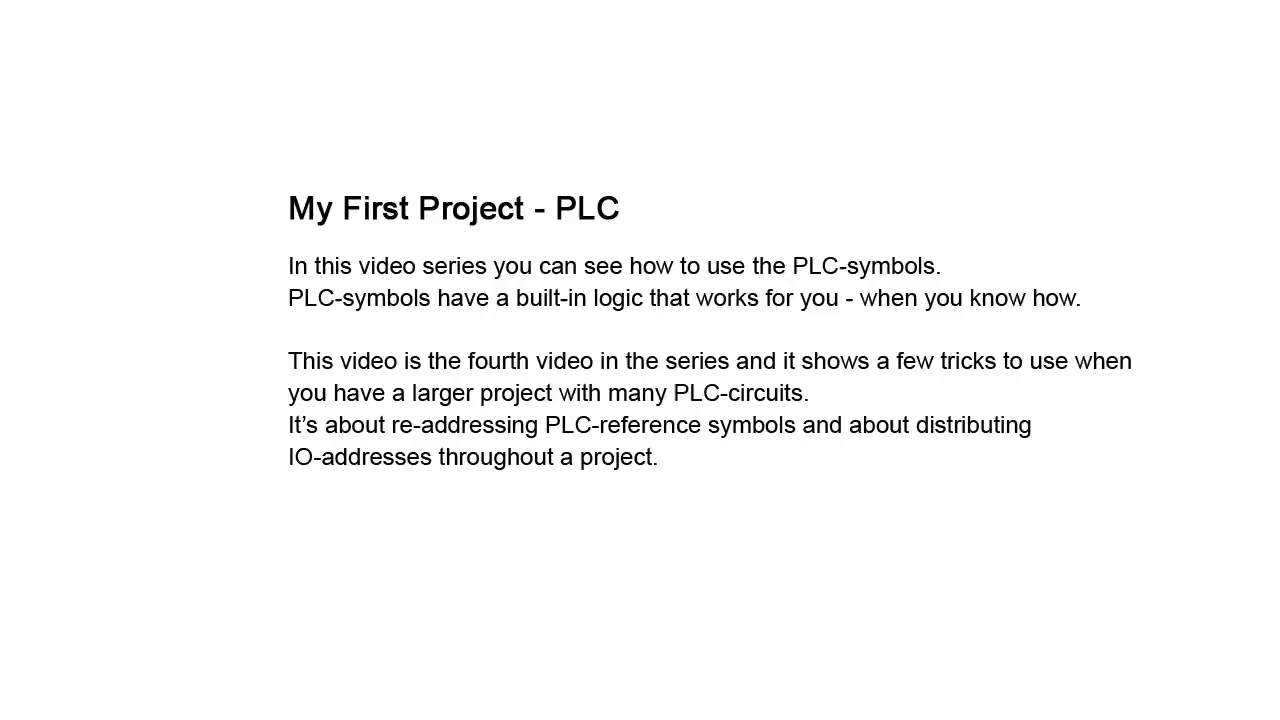 My First Project - PLC
In this video series you can see how to use the PLC-symbols.
PLC-symbols have a built-in logic that works for you - when you know how.
This video is the fourth video in the series and it shows a few tricks to use when
you have a larger project with many PLC-circuits.
It’s about re-addressing PLC-reference symbols and about distributing
IO-addresses throughout a project.